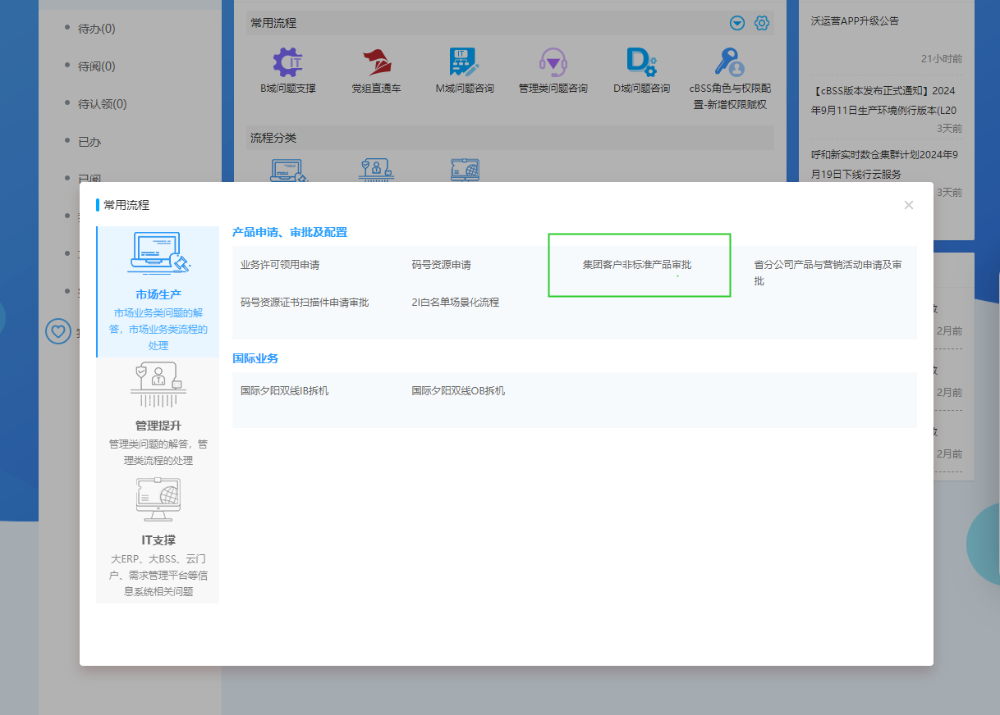 待办(0)
待阅(0)
待认领(0)
已办
已阅
常用流程
B域问题支撑
党组直通车
M域问题咨询
管理类问题咨询
D域问题咨询
cBSS角色与权限配
置-新增权限赋权
流程分类
沃运营APP升级公告
21小时前
【cBSS版本发布正式通知】2024
年9月11日生产环境例行版本(L20
3天前
呼和新实时数仓集群计划2024年9
月19日下线行云服务
3天前
2月前
2月前
2月前
常用流程
市场生产
市场业务类问题的解
答，市场业务类流程的
处理
管理提升
管理类问题的解答，管
理类流程的处理
IT支撑
大ERP、大BSS、云门
户、需求管理平台等信
息系统相关问题
产品申请、审批及配置
业务许可领用申请
码号资源申请
集团客户非标准产品审批
省分公司产品与营销活动申请及审
批
码号资源证书扫描件申请审批
2I白名单场景化流程
国际业务
国际夕阳双线IB拆机
国际夕阳双线OB拆机